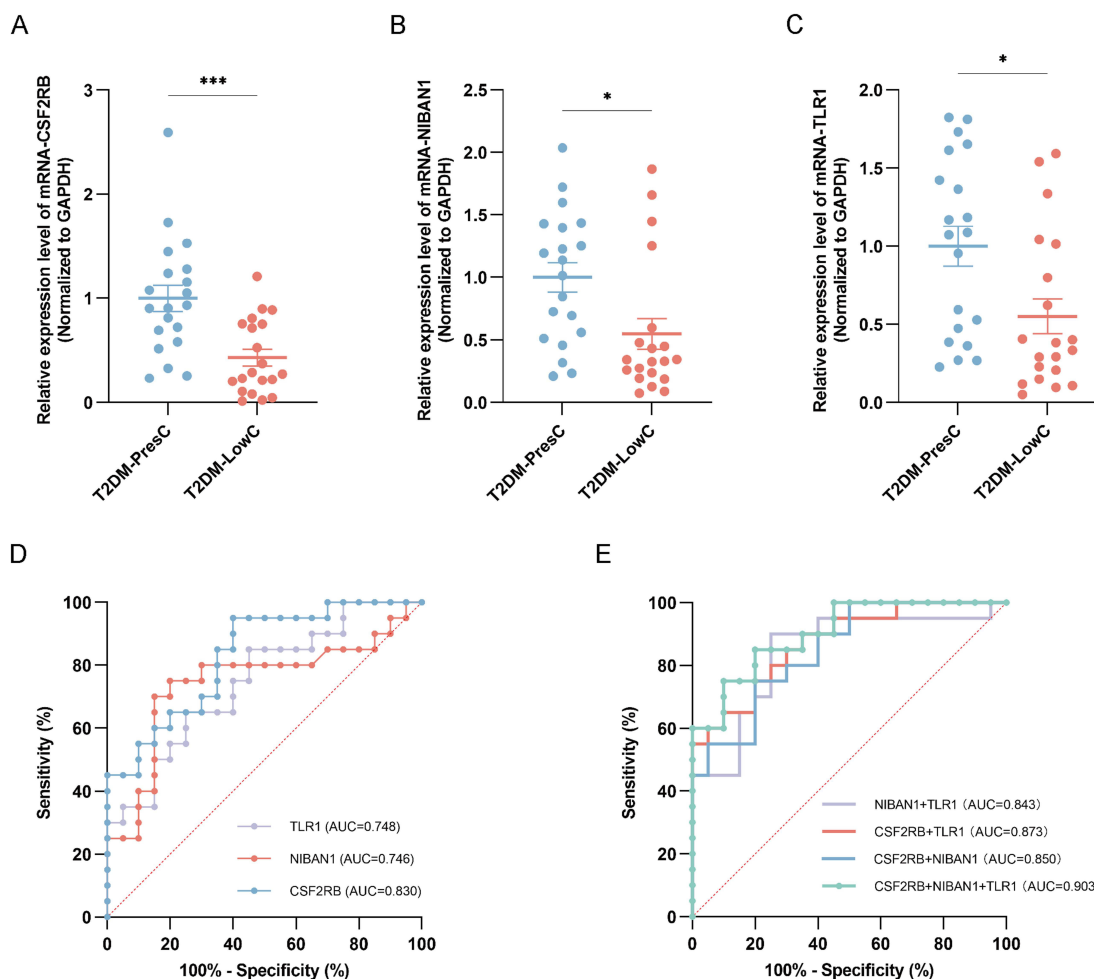 A
Relative expression level of mRNA-CSF2RB
(Normalized to GAPDH)
***
3
2
1
0
T2DM-PresC
T2DM-LowC
B
Relative expression level of mRNA-NIBAN1
(Normalized to GAPDH)
*
2.5
2.0
1.5
1.0
0.5
0.0
T2DM-PresC
T2DM-LowC
C
Relative expression level of mRNA-TLR1
(Normalized to GAPDH)
*
2.0
1.5
1.0
0.5
0.0
T2DM-PresC
T2DM-LowC
D
Sensitivity (%)
100
80
60
40
20
0
TLR1 (AUC=0.748)
NIBAN1 (AUC=0.746)
CSF2RB (AUC=0.830)
0 20 40 60 80 100
100% - Specificity (%)
E
Sensitivity (%)
100
80
60
40
20
0
NIBAN1+TLR1 (AUC=0.843)
CSF2RB+TLR1 (AUC=0.873)
CSF2RB+NIBAN1 (AUC=0.850)
CSF2RB+NIBAN1+TLR1 (AUC=0.903
0 20 40 60 80 100
100% - Specificity (%)